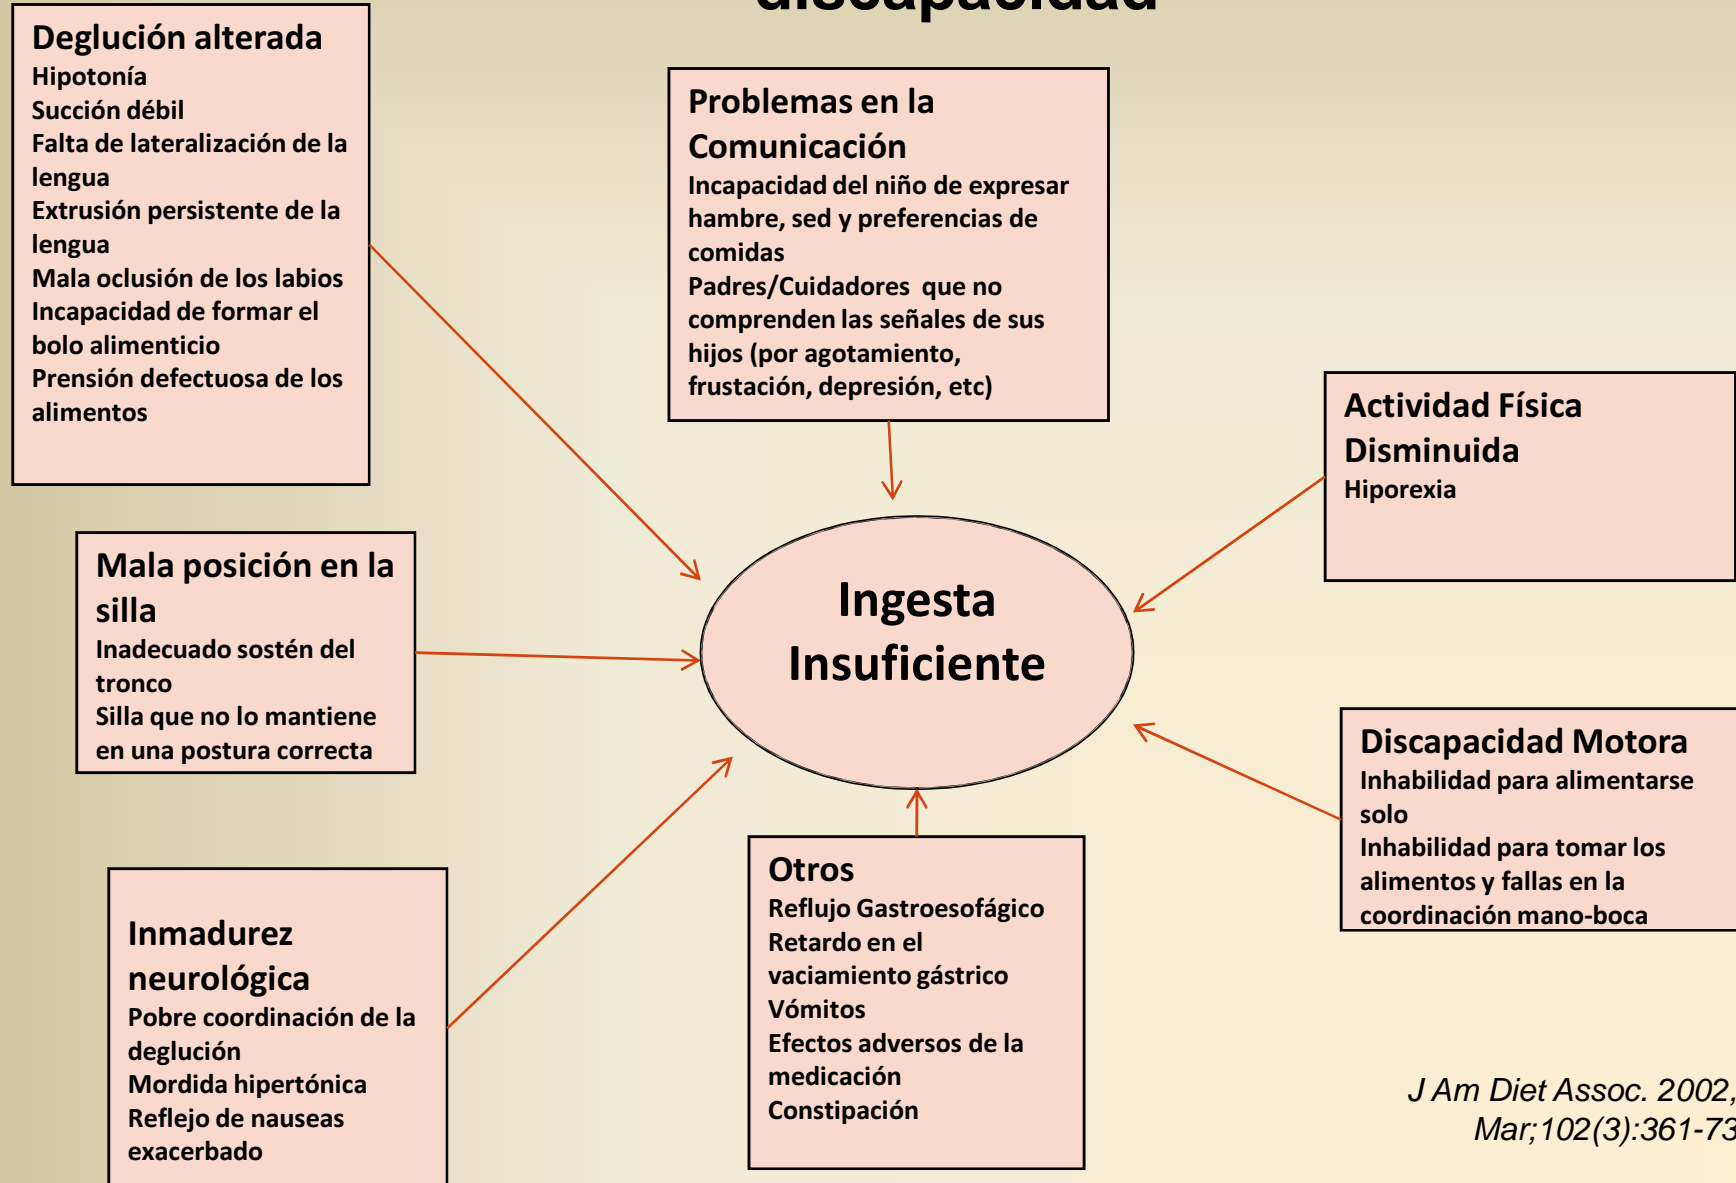 discapacidad
Deglución alterada
Hipotonía
Succión débil
Falta de lateralización de la
lengua
Extrusión persistente de la
lengua
Mala oclusión de los labios
Incapacidad de formar el
bolo alimenticio
Prensión defectuosa de los
alimentos
Problemas en la
Comunicación
Incapacidad del niño de expresar
hambre, sed y preferencias de
comidas
Padres/Cuidadores que no
comprenden las señales de sus
hijos (por agotamiento,
frustación, depresión, etc)
Actividad Física
Disminuida
Hiporexia
Mala posición en la
silla
Inadecuado sostén del
tronco
Silla que no lo mantiene
en una postura correcta
Ingesta
Insuficiente
Discapacidad Motora
Inhabilidad para alimentarse
solo
Inhabilidad para tomar los
alimentos y fallas en la
coordinación mano-boca
Inmadurez
neurológica
Pobre coordinación de la
deglución
Mordida hipertónica
Reflejo de nauseas
exacerbado
Otros
Reflujo Gastroesofágico
Retardo en el
vaciamiento gástrico
Vómitos
Efectos adversos de la
medicación
Constipación
J Am Diet Assoc. 2002,
Mar;102(3):361-73